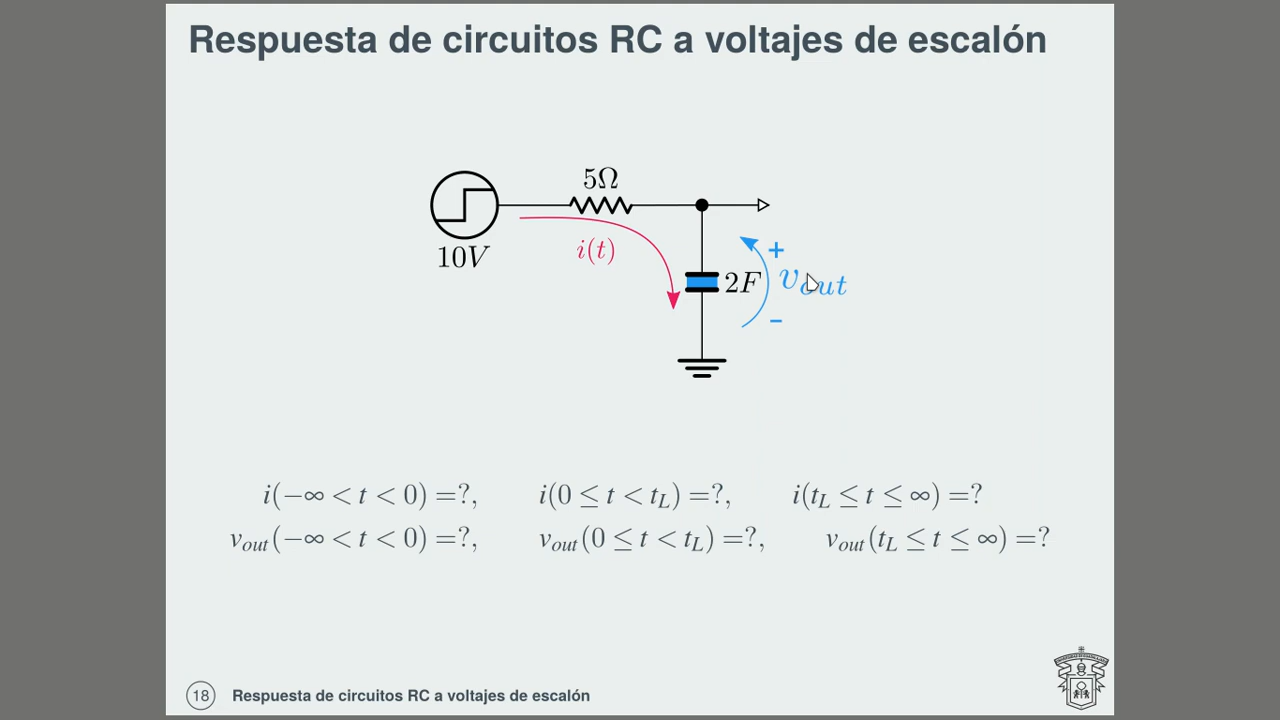 Respuesta de circuitos RC a voltajes de escalón
5Ω
10V
i(t)
+
2F
v_out
-
i(−∞ < t < 0) =?, i(0 ≤ t < t_L) =?, i(t_L ≤ t ≤ ∞) =?
v_out(−∞ < t < 0) =?, v_out(0 ≤ t < t_L) =?, v_out(t_L ≤ t ≤ ∞) =?
18 Respuesta de circuitos RC a voltajes de escalón